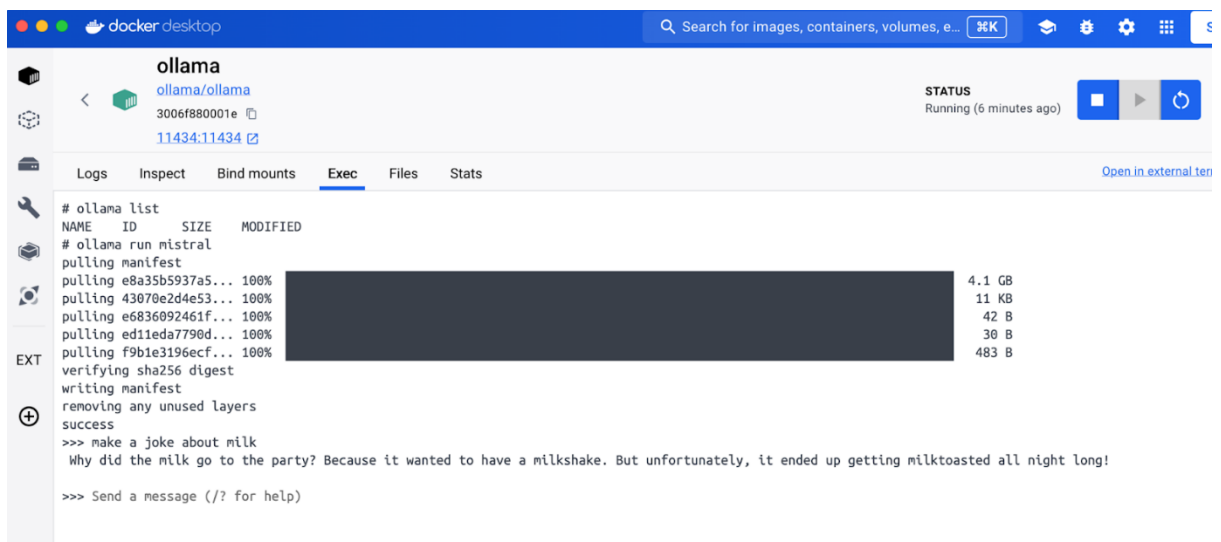 docker desktop
Search for images, containers, volumes, e... ⌘K
ollama
ollama/ollama
3006f880001e
11434:11434
STATUS
Running (6 minutes ago)
Logs Inspect Bind mounts Exec Files Stats
Open in external ter
EXT
# ollama list
NAME ID SIZE MODIFIED
# ollama run mistral
pulling manifest
pulling e8a35b5937a5... 100% 4.1 GB
pulling 43070e2d4e53... 100% 11 KB
pulling e6836092461f... 100% 42 B
pulling ed11eda7790d... 100% 30 B
pulling f9b1e3196ecf... 100% 483 B
verifying sha256 digest
writing manifest
removing any unused layers
success
>>> make a joke about milk
Why did the milk go to the party? Because it wanted to have a milkshake. But unfortunately, it ended up getting milktoasted all night long!
>>> Send a message (/? for help)